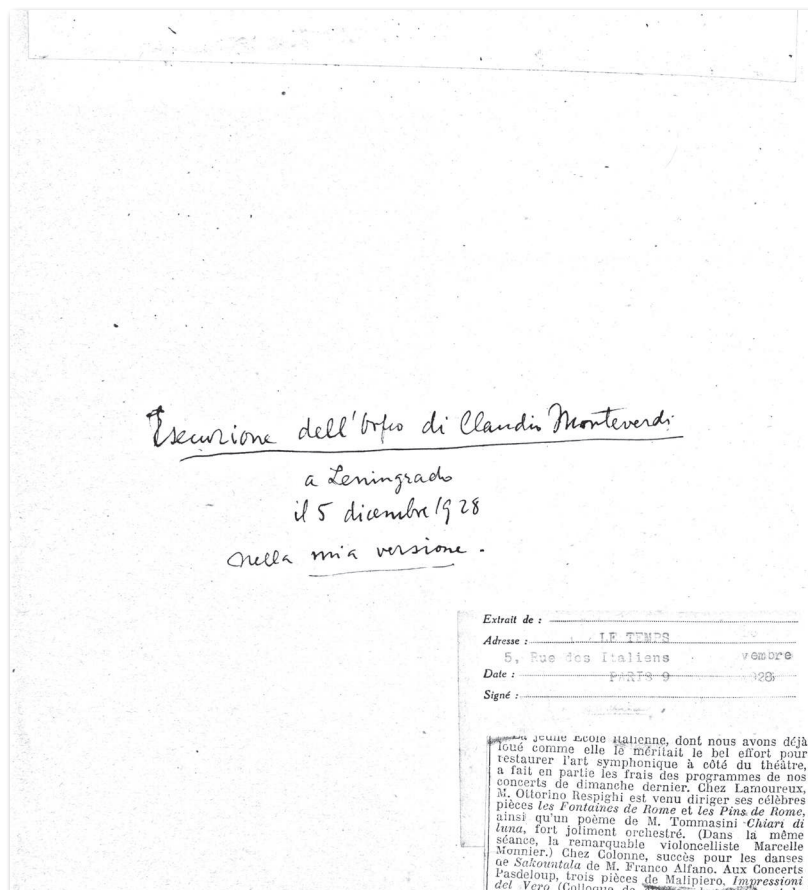 Esecuzione dell'Orfeo di Claudio Monteverdi
a Leningrado
il 5 dicembre 1928
nella mia versione.
Extrait de :
Adresse : LE TEMPS
5, Rue des Italiens vembre
Date : PARIS 9 928
Signé :
jeune Ecole Italienne, dont nous avons déjà
loué comme elle le méritait le bel effort pour
restaurer l'art symphonique à côté du théâtre,
a fait en partie les frais des programmes de nos
concerts de dimanche dernier. Chez Lamoureux,
M. Ottorino Respighi est venu diriger ses célèbres
pièces les Fontaines de Rome et les Pins de Rome,
ainsi qu'un poème de M. Tommasini Chiari di
luna, fort joliment orchestré. (Dans la même
séance, la remarquable violoncelliste Marcelle
Monnier.) Chez Colonne, succès pour les danses
de Sakountala de M. Franco Alfano. Aux Concerts
Pasdeloup, trois pièces de Malipiero, Impressioni
del Vero (Colloque de